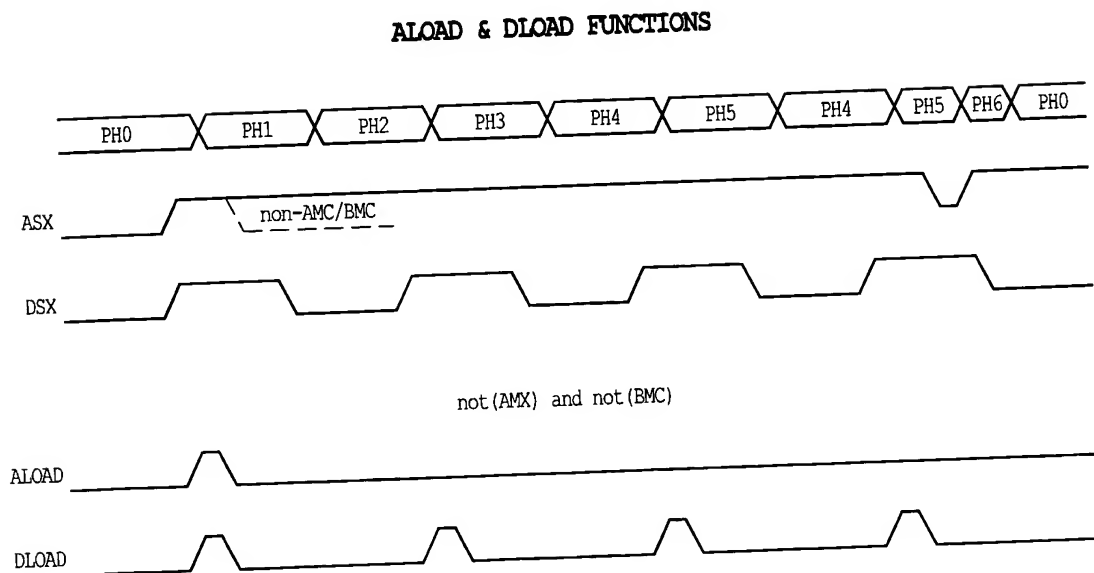 ALOAD & DLOAD FUNCTIONS
PH0 PH1 PH2 PH3 PH4 PH5 PH4 PH5 PH6 PH0
ASX
non-AMC/BMC
DSX
not(AMX) and not(BMC)
ALOAD
DLOAD